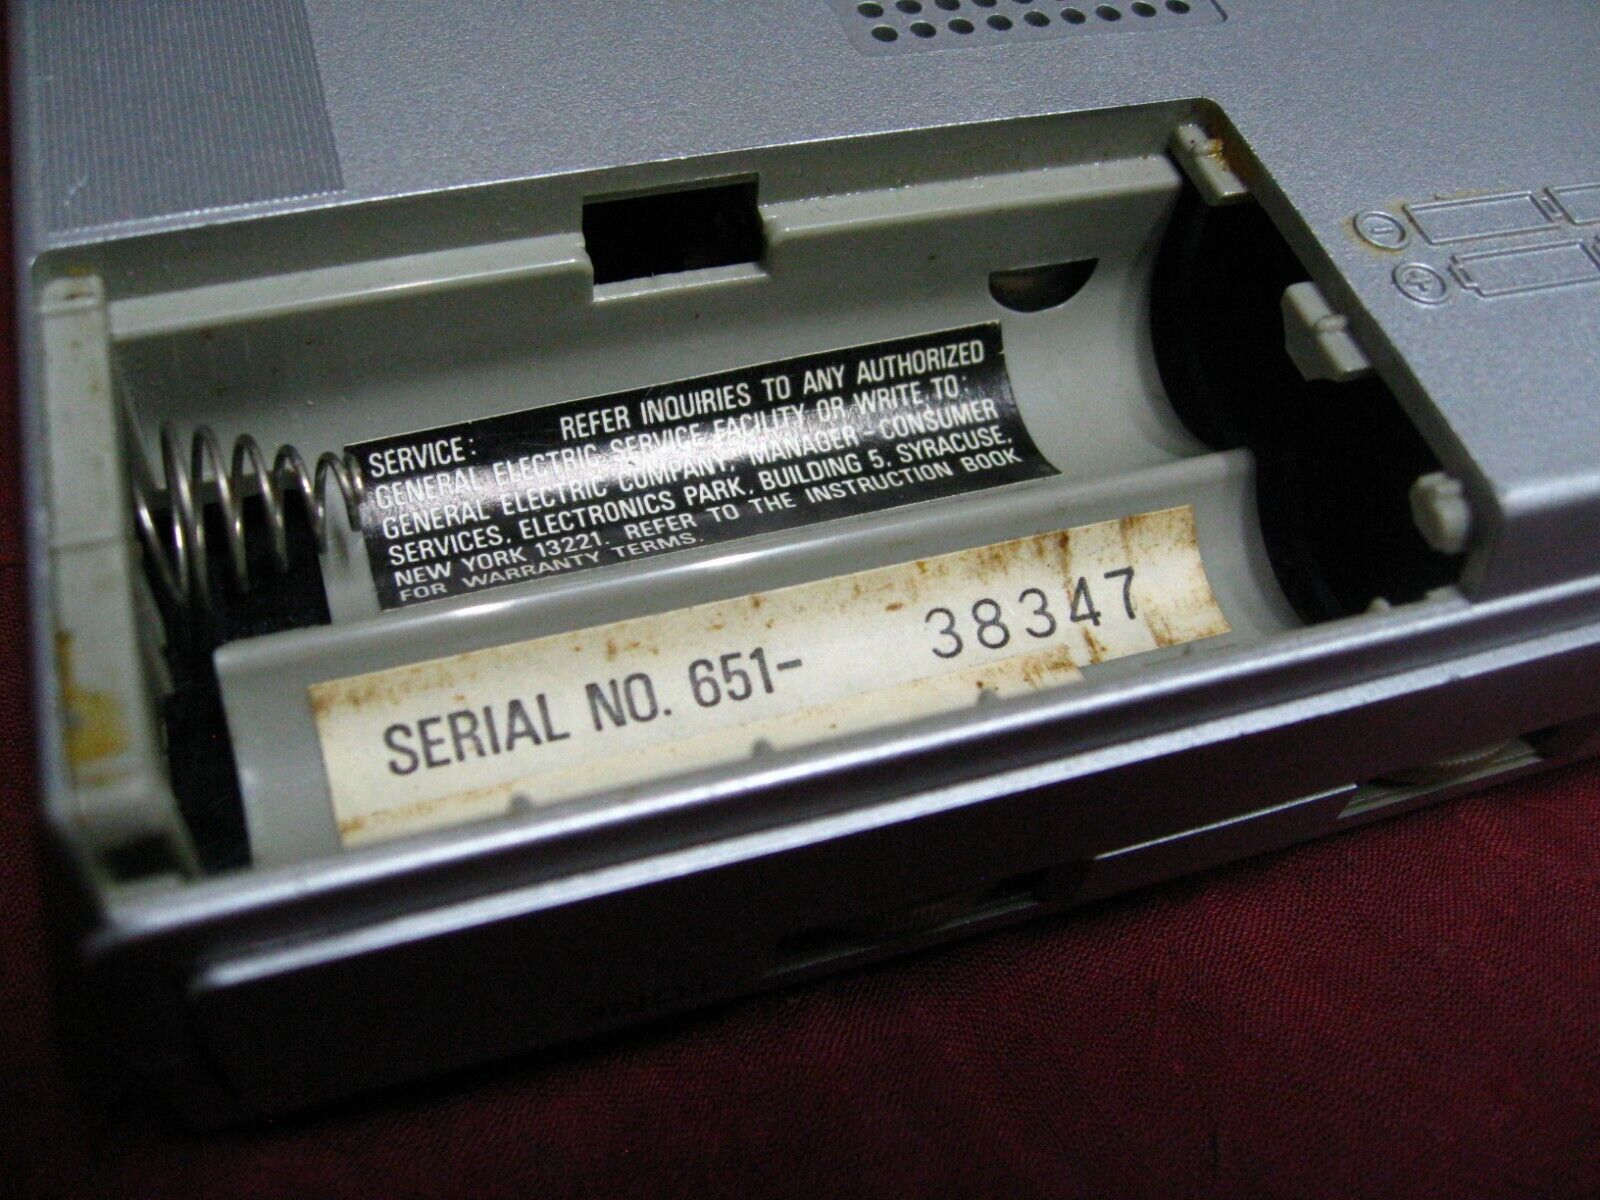 SERVICE: REFER INQUIRIES TO ANY AUTHORIZED
GENERAL ELECTRIC SERVICE FACILITY OR WRITE TO:
GENERAL ELECTRIC COMPANY, MANAGER-CONSUMER
SERVICES, ELECTRONICS PARK, BUILDING 5, SYRACUSE,
NEW YORK 13221. REFER TO THE INSTRUCTION BOOK
FOR WARRANTY TERMS.
SERIAL NO. 651- 38347